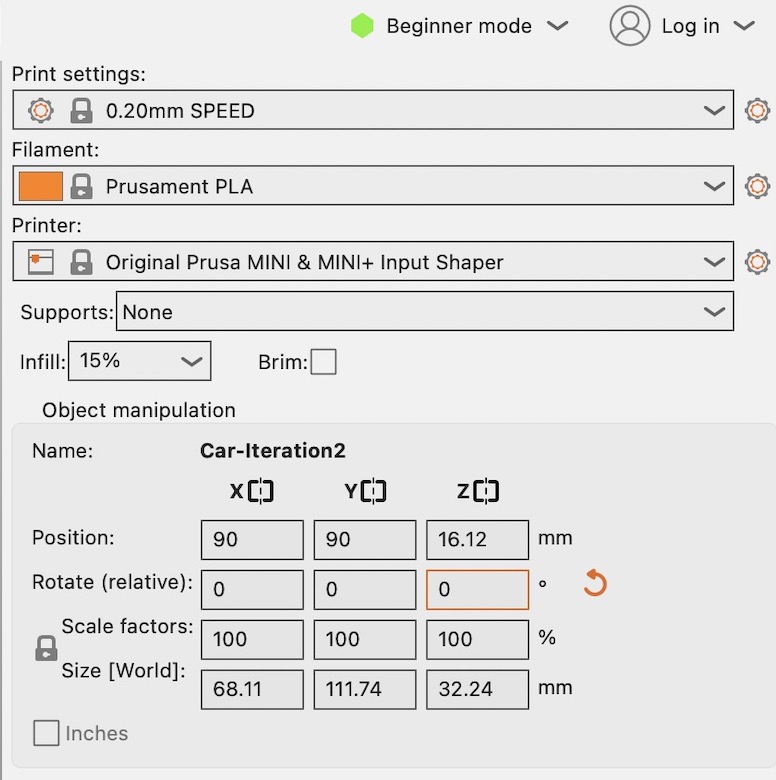 Beginner mode Log in
Print settings:
0.20mm SPEED
Filament:
Prusament PLA
Printer:
Original Prusa MINI & MINI+ Input Shaper
Supports: None
Infill: 15% Brim:
Object manipulation
Name: Car-Iteration2
X Y Z
Position: 90 90 16.12 mm
Rotate (relative): 0 0 0 °
Scale factors: 100 100 100 %
Size [World]: 68.11 111.74 32.24 mm
Inches